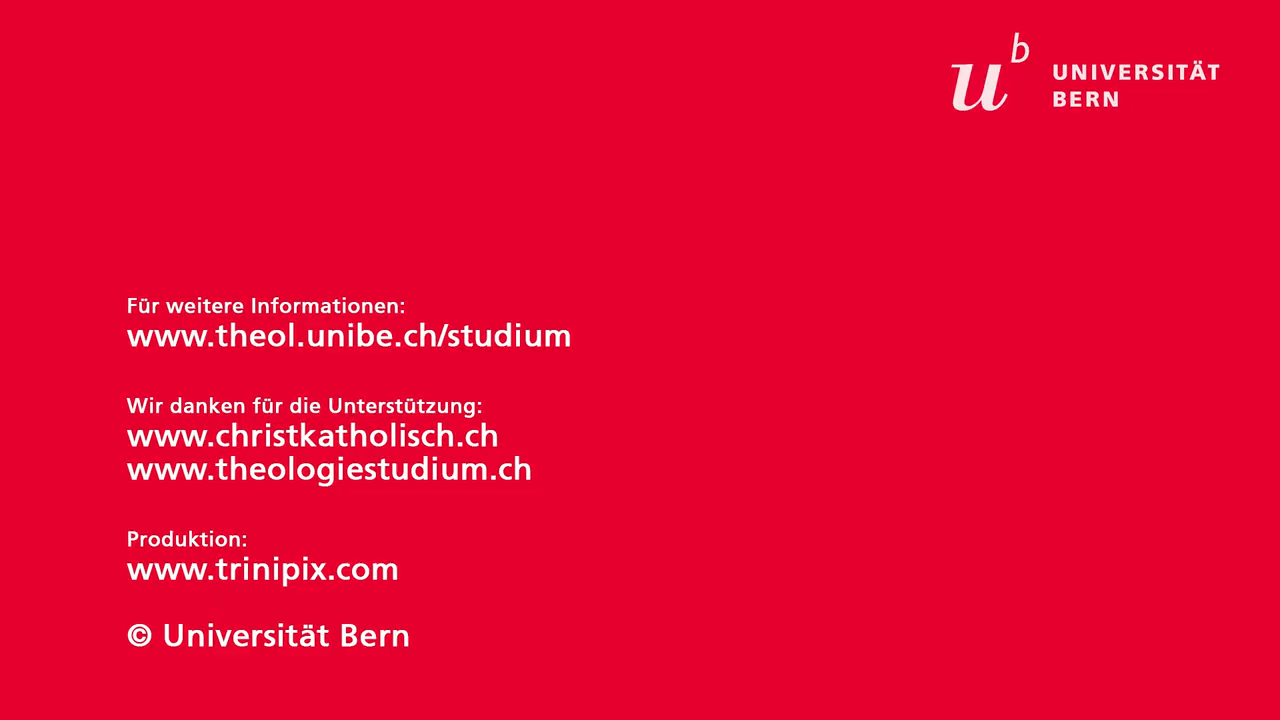 u b
UNIVERSITÄT
BERN
Für weitere Informationen:
www.theol.unibe.ch/studium
Wir danken für die Unterstützung:
www.christkatholisch.ch
www.theologiestudium.ch
Produktion:
www.trinipix.com
© Universität Bern